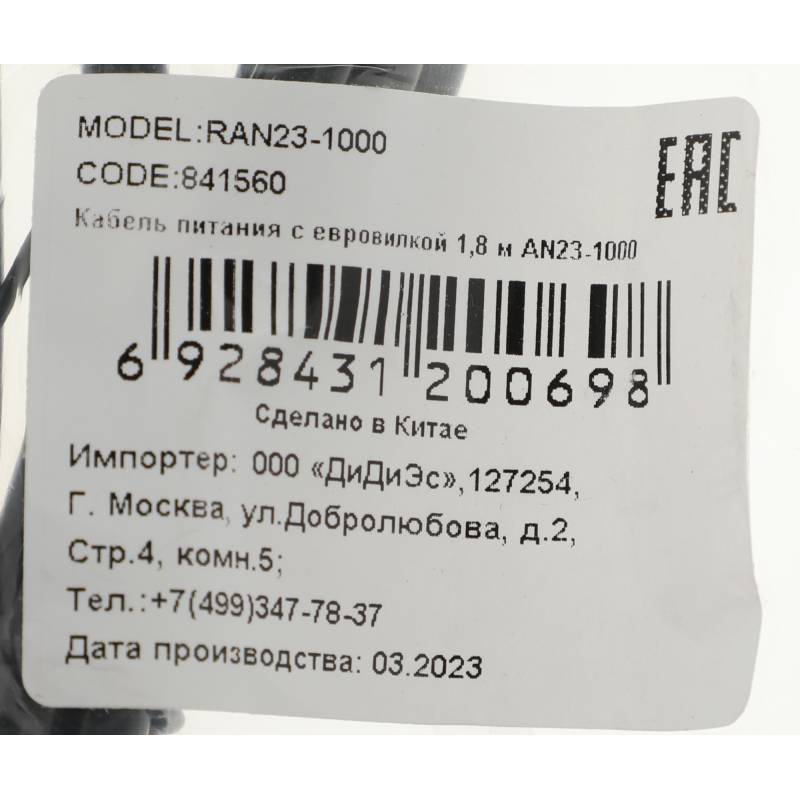 MODEL:RAN23-1000
EAC
CODE:841560
Кабель питания с евровилкой 1,8 м AN23-1000
6 928431 200698
Сделано в Китае
Импортер: ООО «ДиДиЭс»,127254,
Г. Москва, ул.Добролюбова, д.2,
Стр.4, комн.5;
Тел.:+7(499)347-78-37
Дата производства: 03.2023